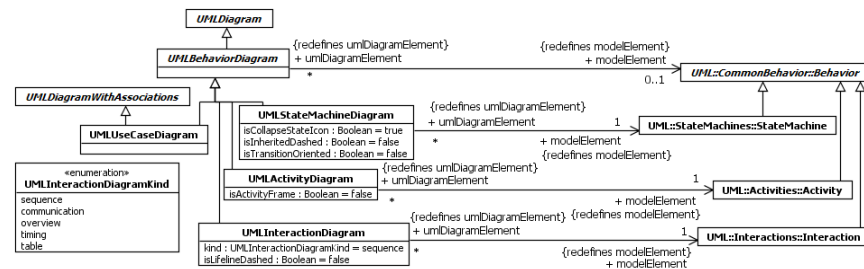 UMLDiagram
{redefines umlDiagramElement}
+ umlDiagramElement
*
{redefines modelElement}
+ modelElement
0..1
UMLBehaviorDiagram
UML::CommonBehavior::Behavior
UMLDiagramWithAssociations
UMLUseCaseDiagram
UMLStateMachineDiagram
isCollapseStateIcon : Boolean = true
isInheritedDashed : Boolean = false
isTransitionOriented : Boolean = false
{redefines umlDiagramElement}
+ umlDiagramElement
*
1
+ modelElement
{redefines modelElement}
UML::StateMachines::StateMachine
«enumeration»
UMLInteractionDiagramKind
sequence
communication
overview
timing
table
UMLActivityDiagram
isActivityFrame : Boolean = false
{redefines umlDiagramElement}
+ umlDiagramElement
*
1
+ modelElement
{redefines modelElement}
UML::Activities::Activity
UMLInteractionDiagram
kind : UMLInteractionDiagramKind = sequence
isLifelineDashed : Boolean = false
{redefines umlDiagramElement}
+ umlDiagramElement
*
1
{redefines modelElement}
+ modelElement
UML::Interactions::Interaction